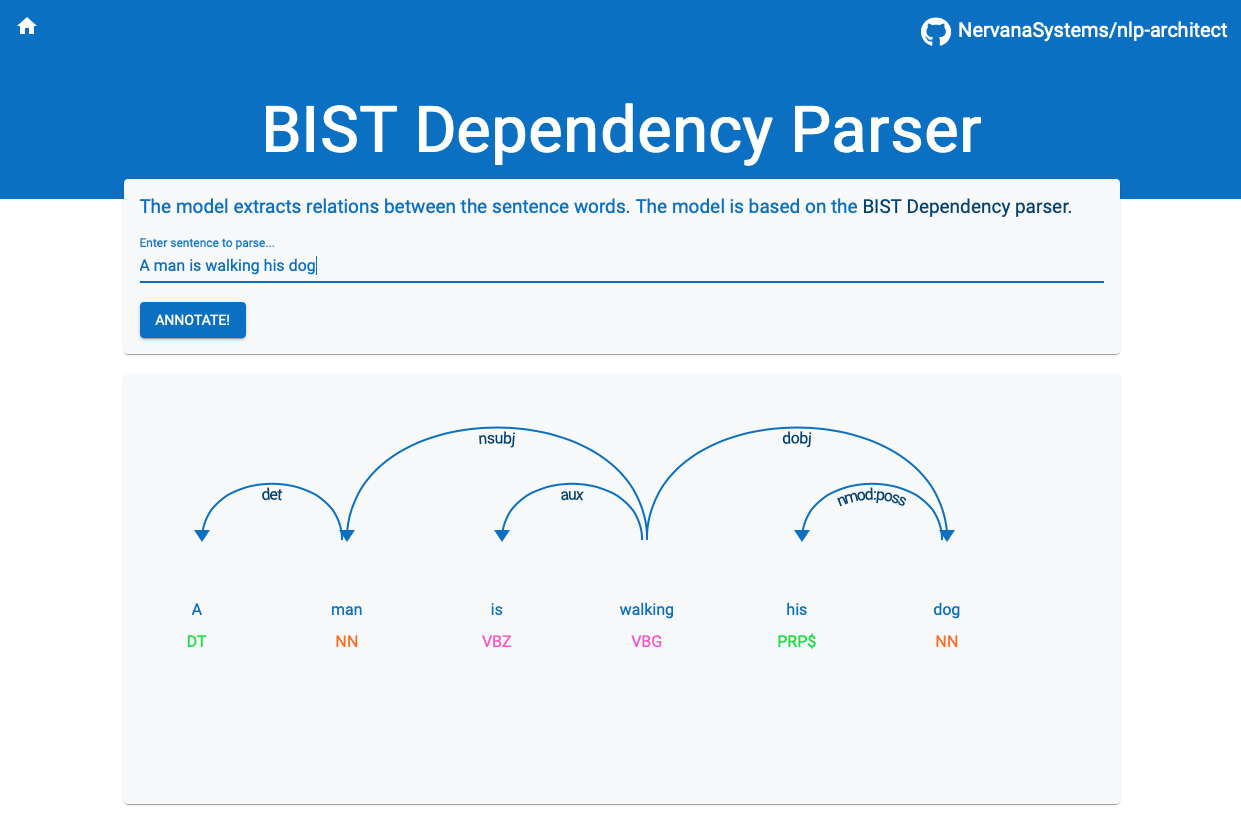 NervanaSystems/nlp-architect
BIST Dependency Parser
The model extracts relations between the sentence words. The model is based on the BIST Dependency parser.
Enter sentence to parse...
A man is walking his dog
ANNOTATE!
nsubj dobj
det aux nmod:poss
A man is walking his dog
DT NN VBZ VBG PRP$ NN